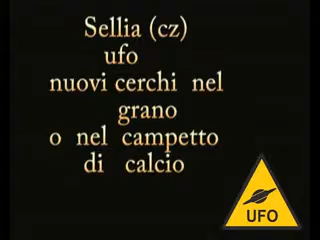 Sellia (cz)
ufo
nuovi cerchi nel
grano
o nel campetto
di calcio
UFO